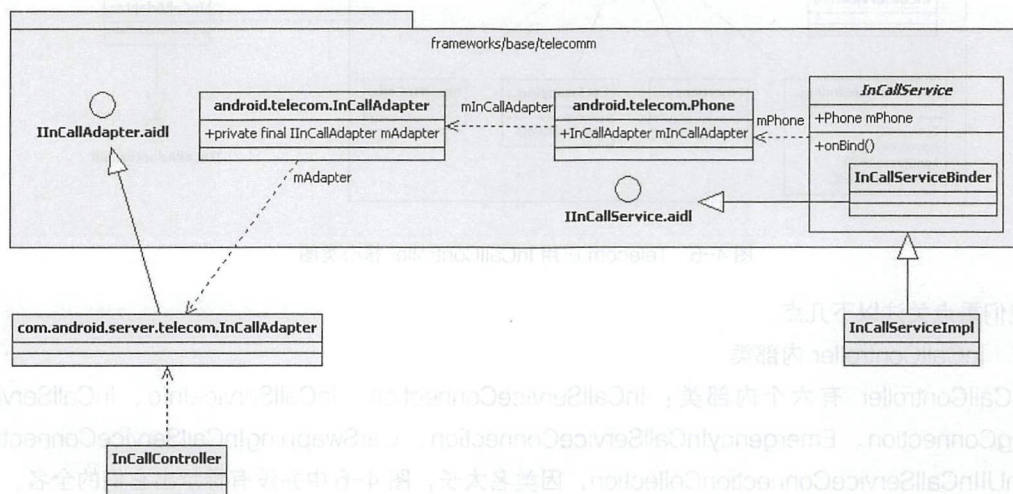 frameworks/base/telecomm
IInCallAdapter.aidl
android.telecom.InCallAdapter
+private final IInCallAdapter mAdapter
mInCallAdapter
android.telecom.Phone
+InCallAdapter mInCallAdapter
mPhone
InCallService
+Phone mPhone
+onBind()
InCallServiceBinder
mAdapter
IInCallService.aidl
com.android.server.telecom.InCallAdapter
InCallServiceImpl
InCallController